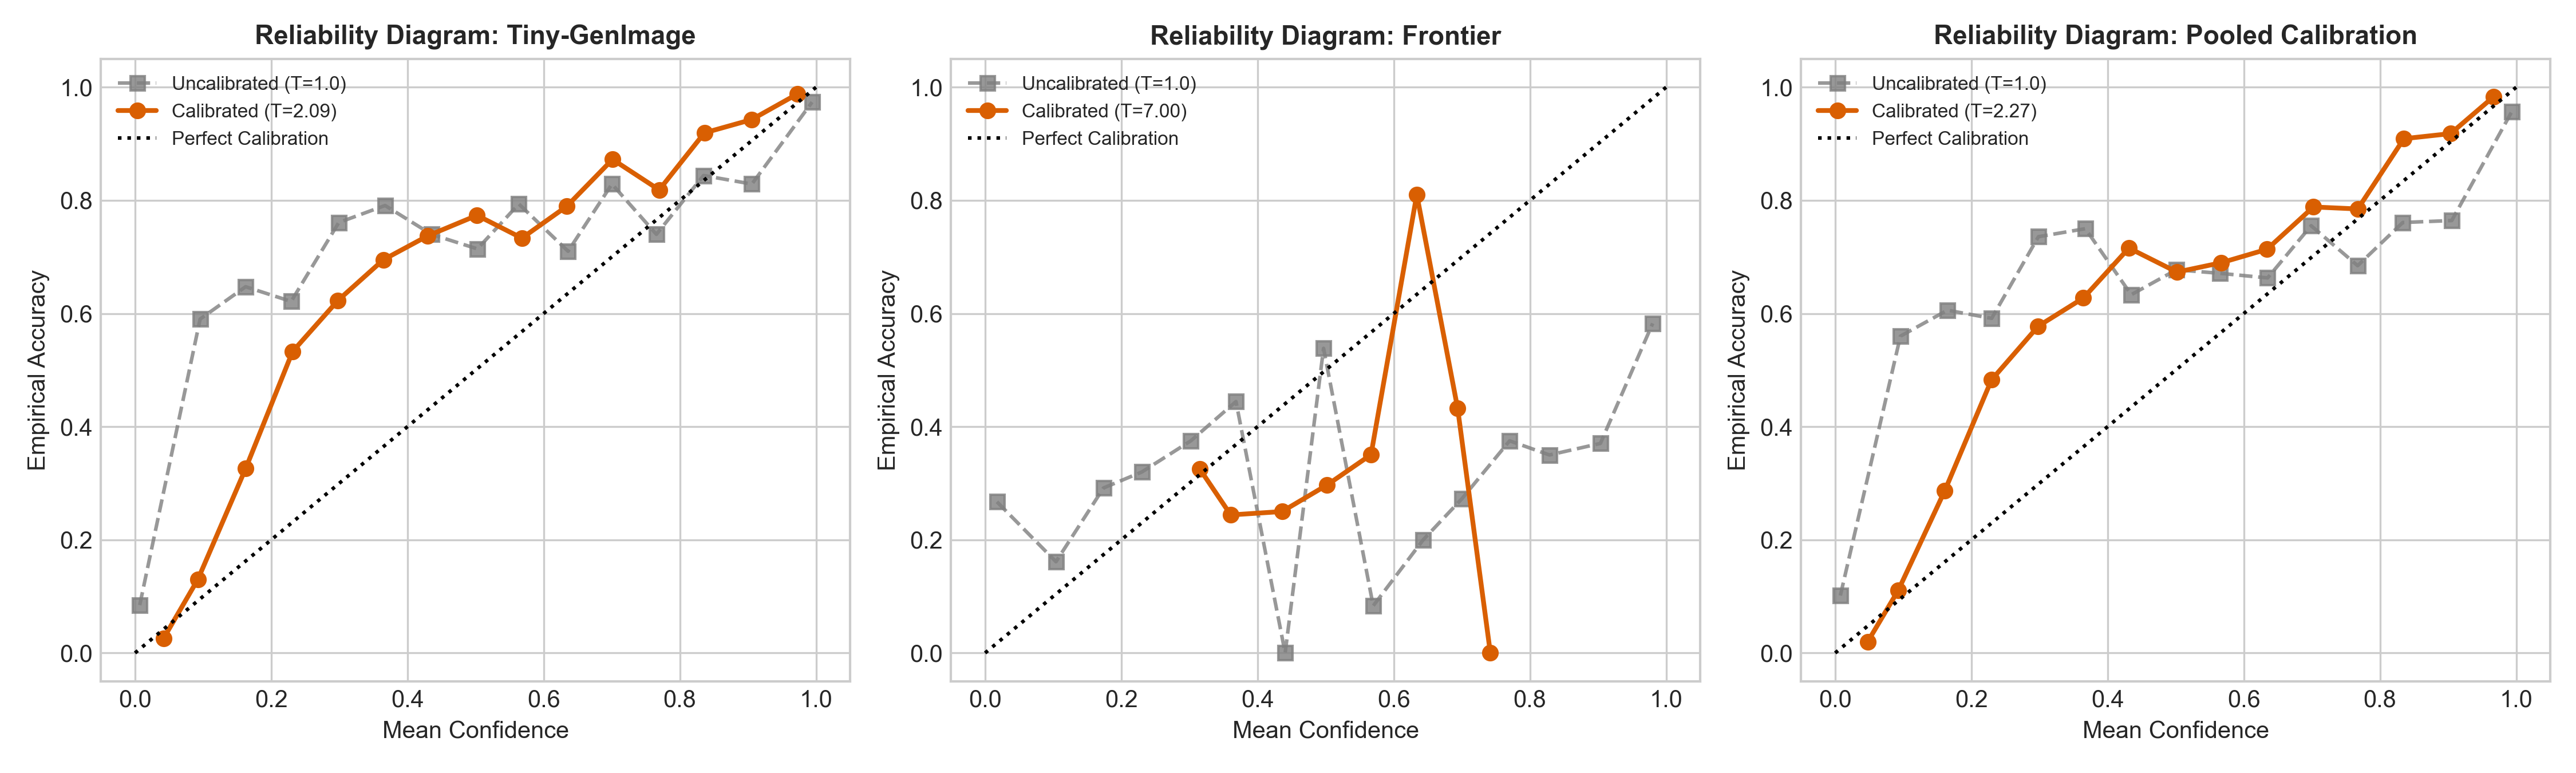 Reliability Diagram: Tiny-GenImage
Uncalibrated (T=1.0)
Calibrated (T=2.09)
Perfect Calibration
Empirical Accuracy
1.0
0.8
0.6
0.4
0.2
0.0
0.0 0.2 0.4 0.6 0.8 1.0
Mean Confidence
Reliability Diagram: Frontier
Uncalibrated (T=1.0)
Calibrated (T=7.00)
Perfect Calibration
Empirical Accuracy
1.0
0.8
0.6
0.4
0.2
0.0
0.0 0.2 0.4 0.6 0.8 1.0
Mean Confidence
Reliability Diagram: Pooled Calibration
Uncalibrated (T=1.0)
Calibrated (T=2.27)
Perfect Calibration
Empirical Accuracy
1.0
0.8
0.6
0.4
0.2
0.0
0.0 0.2 0.4 0.6 0.8 1.0
Mean Confidence